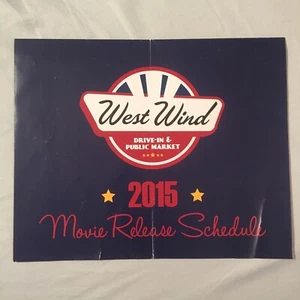 West Wind
DRIVE-IN &
PUBLIC MARKET
2015
Movie Release Schedule